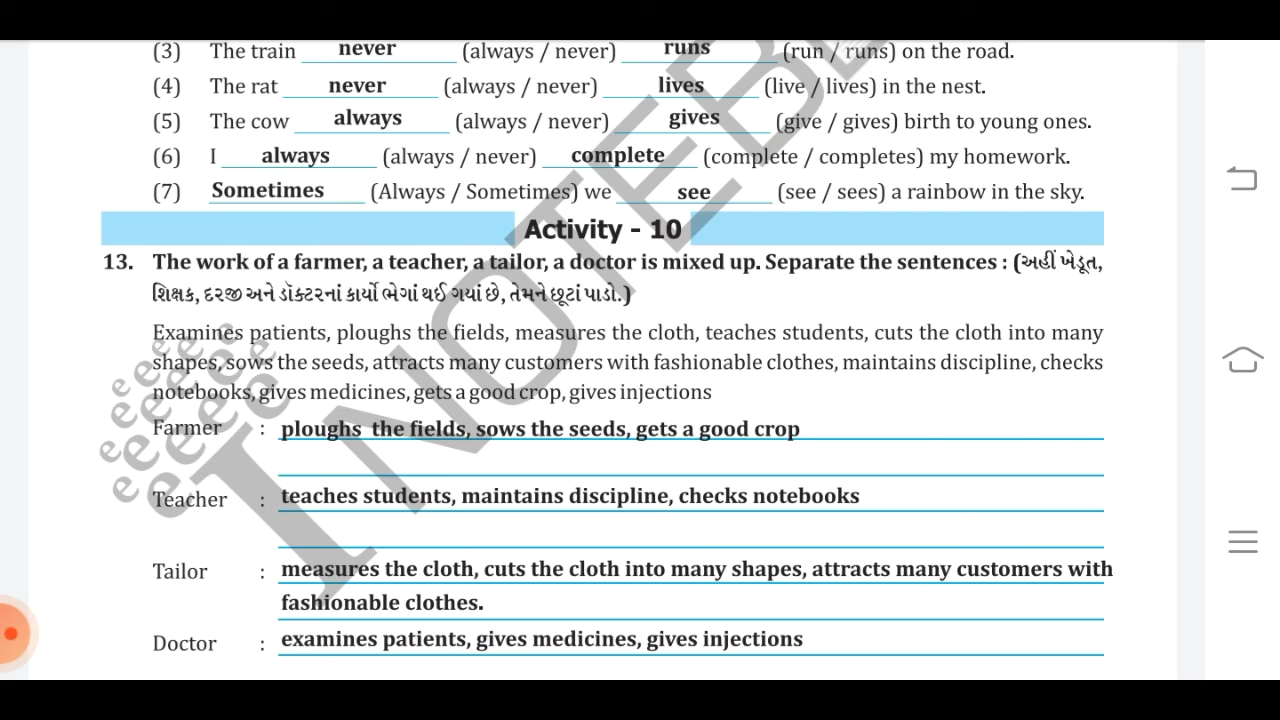 (3) The train never (always / never) runs (run / runs) on the road.
(4) The rat never (always / never) lives (live / lives) in the nest.
(5) The cow always (always / never) gives (give / gives) birth to young ones.
(6) I always (always / never) complete (complete / completes) my homework.
(7) Sometimes (Always / Sometimes) we see (see / sees) a rainbow in the sky.
Activity - 10
13. The work of a farmer, a teacher, a tailor, a doctor is mixed up. Separate the sentences : (અહીં ખેડૂત,
શિક્ષક, દરજી અને ડૉક્ટરનાં કાર્યો ભેગાં થઈ ગયાં છે, તેમને છૂટાં પાડો.)
Examines patients, ploughs the fields, measures the cloth, teaches students, cuts the cloth into many
shapes, sows the seeds, attracts many customers with fashionable clothes, maintains discipline, checks
notebooks, gives medicines, gets a good crop, gives injections
Farmer : ploughs the fields, sows the seeds, gets a good crop
Teacher : teaches students, maintains discipline, checks notebooks
Tailor : measures the cloth, cuts the cloth into many shapes, attracts many customers with
fashionable clothes.
Doctor : examines patients, gives medicines, gives injections